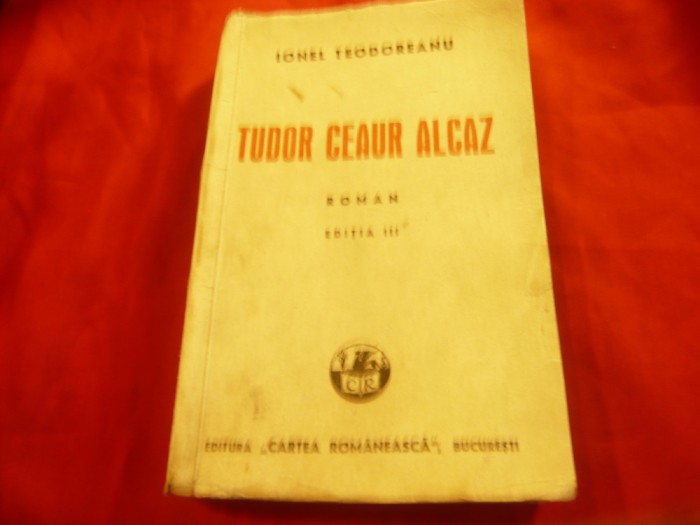 IONEL TEODOREANU
TUDOR CEAUR ALCAZ
ROMAN
EDIȚIA III
C R
EDITURA „CARTEA ROMÂNEASCĂ”, BUCUREȘTI